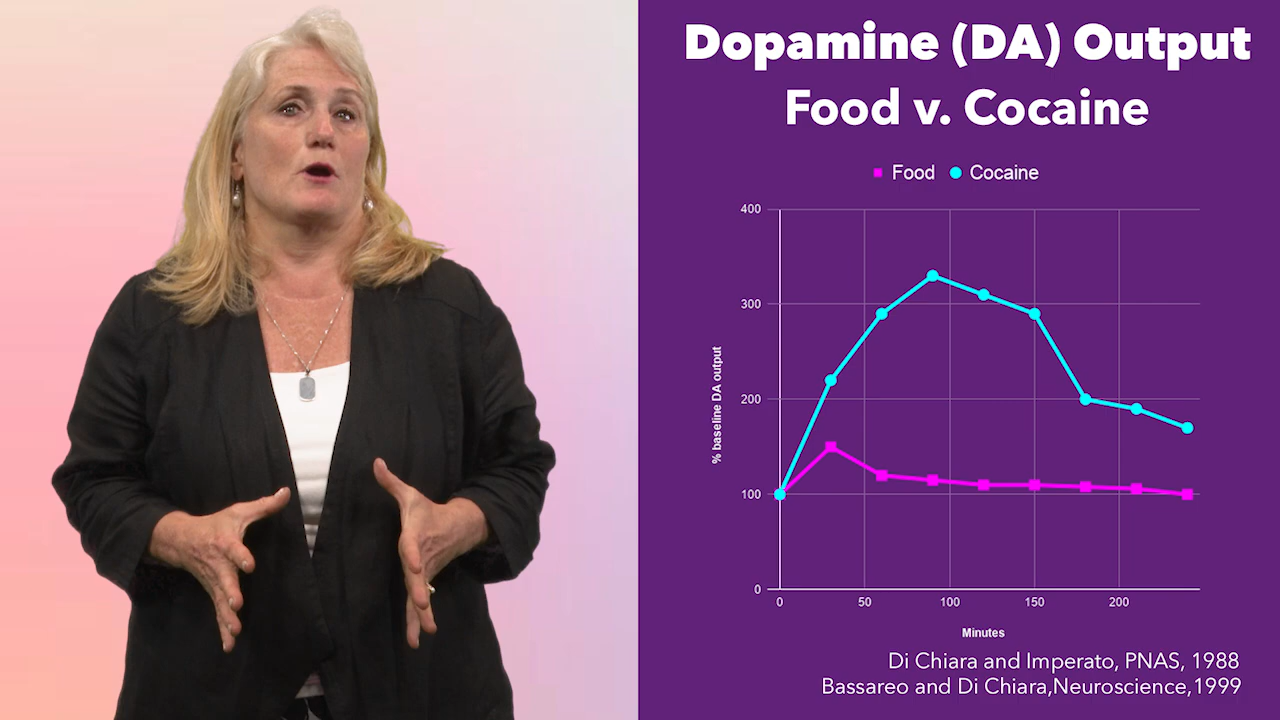 Dopamine (DA) Output
Food v. Cocaine
Food Cocaine
400
300
200
100
0
% baseline DA output
0 50 100 150 200
Minutes
Di Chiara and Imperato, PNAS, 1988
Bassareo and Di Chiara,Neuroscience,1999